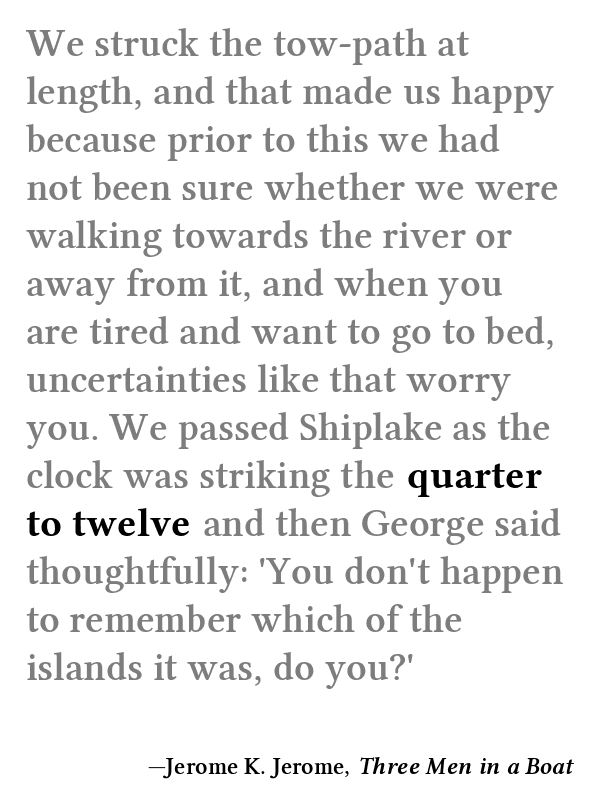 We struck the tow-path at
length, and that made us happy
because prior to this we had
not been sure whether we were
walking towards the river or
away from it, and when you
are tired and want to go to bed,
uncertainties like that worry
you. We passed Shiplake as the
clock was striking the quarter
to twelve and then George said
thoughtfully: 'You don't happen
to remember which of the
islands it was, do you?'
—Jerome K. Jerome, Three Men in a Boat